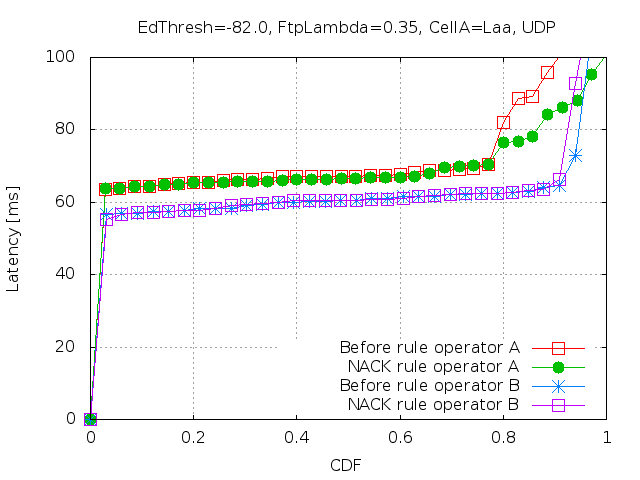 EdThresh=-82.0, FtpLambda=0.35, CellA=Laa, UDP
100
80
60
40
20
0
Latency [ms]
Before rule operator A
NACK rule operator A
Before rule operator B
NACK rule operator B
0 0.2 0.4 0.6 0.8 1
CDF